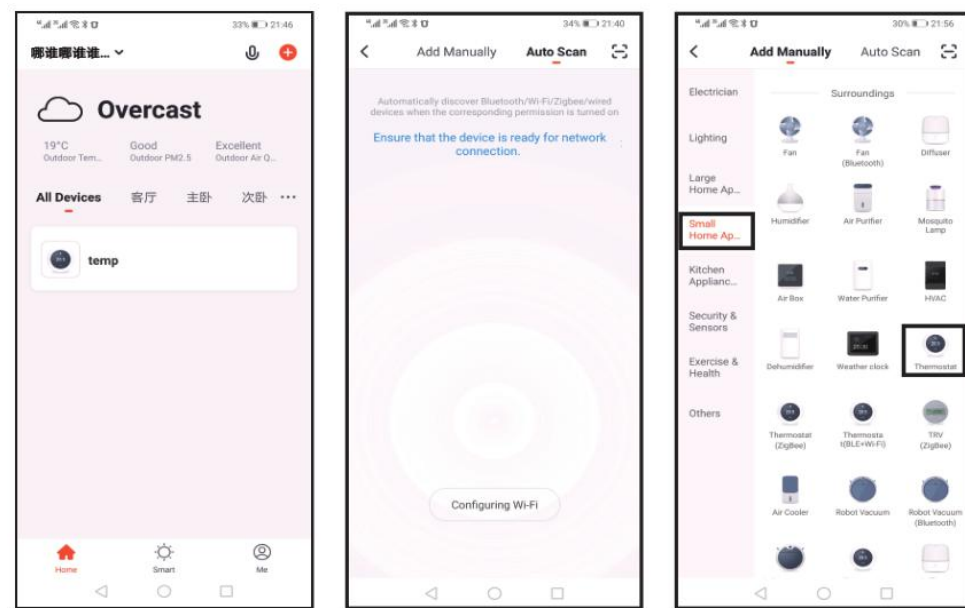 33% 21:46
哪谁哪谁谁...
Overcast
19°C Good Excellent
Outdoor Tem... Outdoor PM2.5 Outdoor Air Q...
All Devices 客厅 主卧 次卧 ...
temp
Home Smart Me
34% 21:40
Add Manually Auto Scan
Automatically discover Bluetooth/Wi-Fi/Zigbee/wired
devices when the corresponding permission is turned on
Ensure that the device is ready for network
connection.
Configuring Wi-Fi
30% 21:56
Add Manually Auto Scan
Electrician
Lighting
Large
Home Ap...
Small
Home Ap...
Kitchen
Applianc...
Security &
Sensors
Exercise &
Health
Others
Surroundings
Fan
Fan
(Bluetooth)
Diffuser
Humidifier
Air Purifier
Mosquito
Lamp
Air Box
Water Purifier
HVAC
Dehumidifier
Weather clock
Thermostat
Thermostat
(ZigBee)
Thermosta
t(BLE+Wi-Fi)
TRV
(ZigBee)
Air Cooler
Robot Vacuum
Robot Vacuum
(Bluetooth)